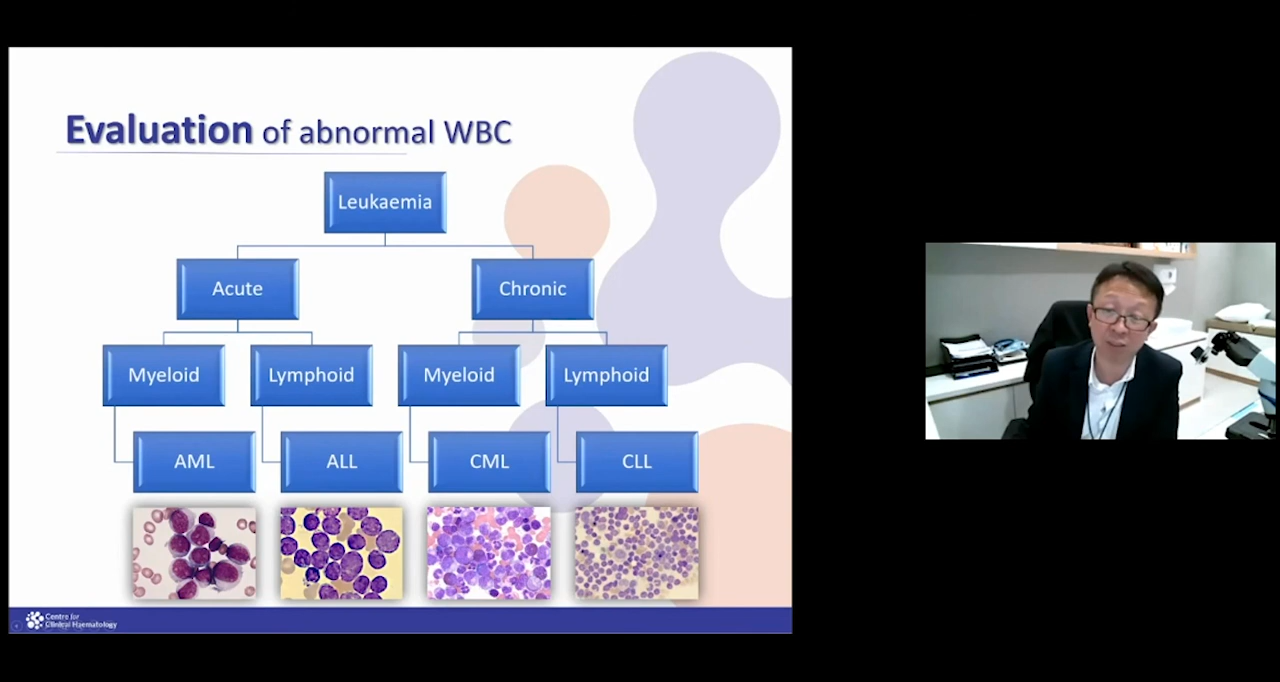 Evaluation of abnormal WBC
Leukaemia
Acute
Chronic
Myeloid
Lymphoid
Myeloid
Lymphoid
AML
ALL
CML
CLL
Centre for
Clinical Haematology